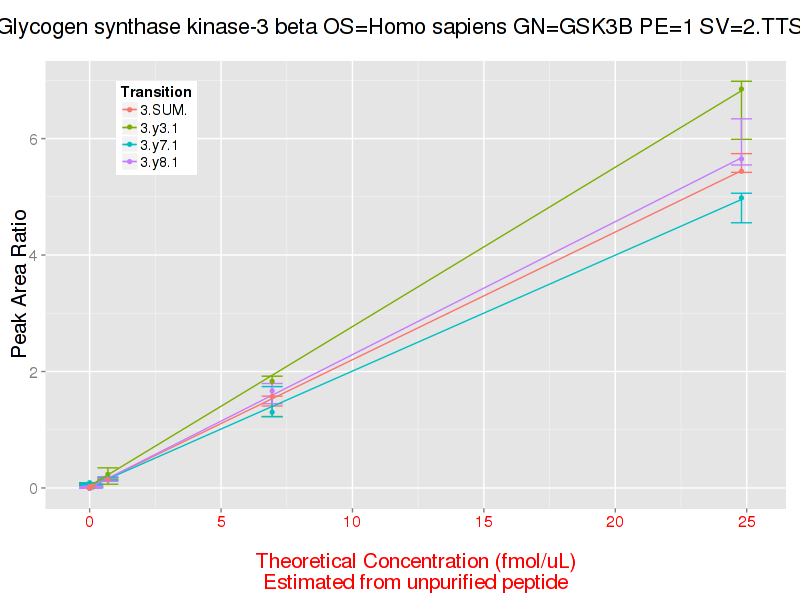 Glycogen synthase kinase-3 beta OS=Homo sapiens GN=GSK3B PE=1 SV=2.TTS
Transition
3.SUM.
3.y3.1
3.y7.1
3.y8.1
Peak Area Ratio
6
4
2
0
0 5 10 15 20 25
Theoretical Concentration (fmol/uL)
Estimated from unpurified peptide